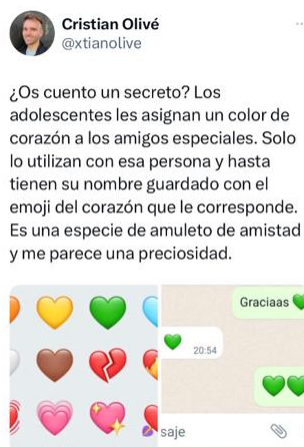 Cristian Olivé
@xtianolive
¿Os cuento un secreto? Los
adolescentes les asignan un color de
corazón a los amigos especiales. Solo
lo utilizan con esa persona y hasta
tienen su nombre guardado con el
emoji del corazón que le corresponde.
Es una especie de amuleto de amistad
y me parece una preciosidad.
Graciaas 💚
💚 20:54
💚💚
saje